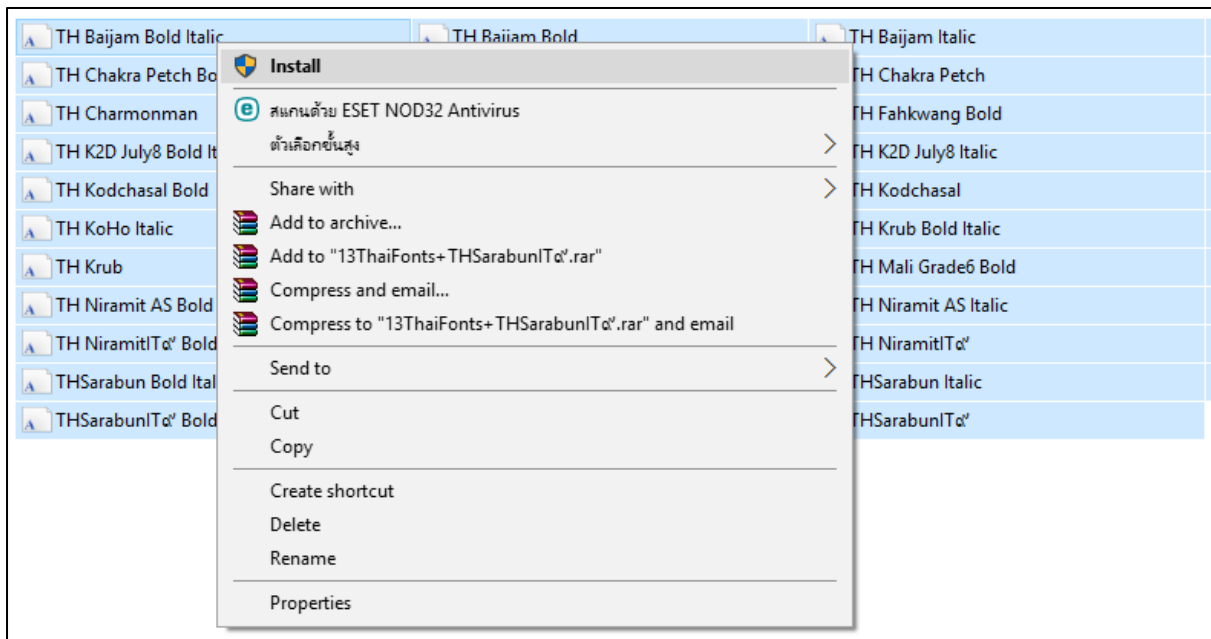 TH Baijam Bold Italic
TH Baijam Bold
TH Baijam Italic
TH Chakra Petch Bo
TH Chakra Petch
TH Charmonman
TH Fahkwang Bold
TH K2D July8 Bold It
TH K2D July8 Italic
TH Kodchasal Bold
TH Kodchasal
TH KoHo Italic
TH Krub Bold Italic
TH Krub
TH Mali Grade6 Bold
TH Niramit AS Bold
TH Niramit AS Italic
TH NiramitIT๙ Bold
TH NiramitIT๙
THSarabun Bold Ital
THSarabun Italic
THSarabunIT๙ Bold
THSarabunIT๙
Install
สแกนด้วย ESET NOD32 Antivirus
ตัวเลือกขั้นสูง
Share with
Add to archive...
Add to "13ThaiFonts+THSarabunIT๙.rar"
Compress and email...
Compress to "13ThaiFonts+THSarabunIT๙.rar" and email
Send to
Cut
Copy
Create shortcut
Delete
Rename
Properties